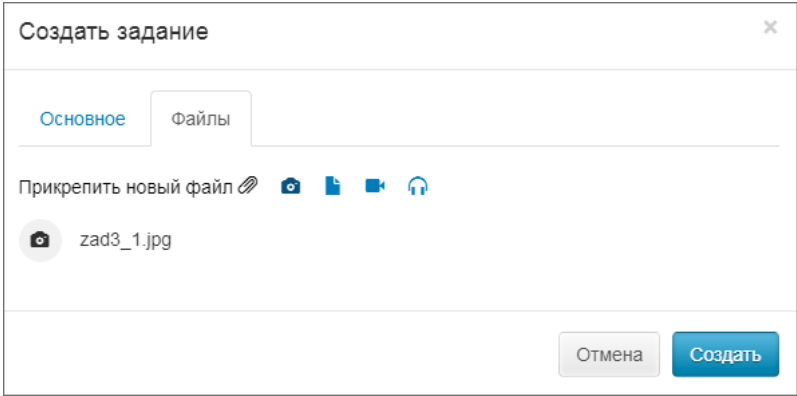 Создать задание
Основное Файлы
Прикрепить новый файл
zad3_1.jpg
Отмена Создать